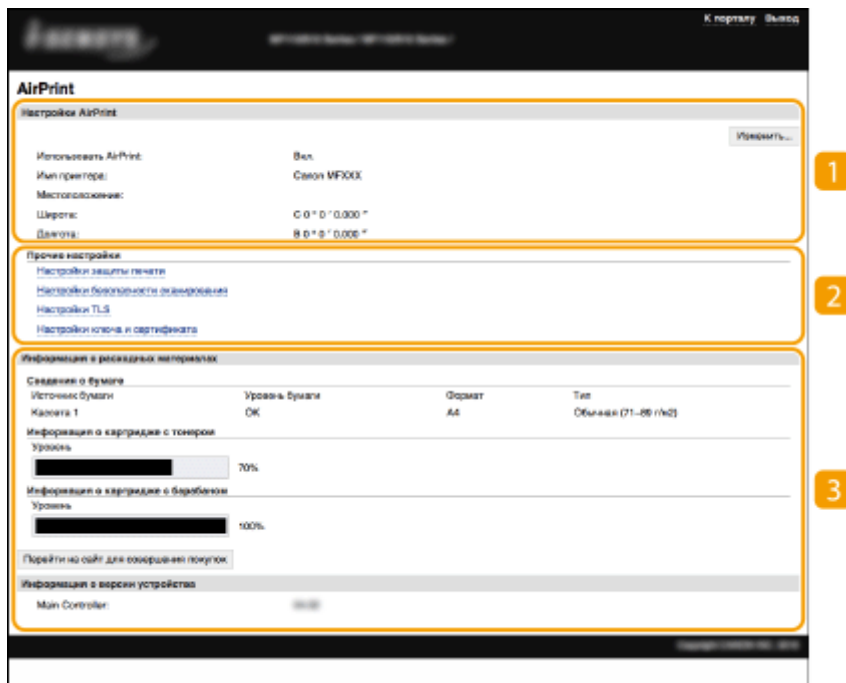 К порталу Выход
AirPrint
Настройки AirPrint
Изменить...
Использовать AirPrint: Вкл.
Имя принтера: Canon MFXXX
Местоположение:
Широта: С 0 ° 0 ' 0.000 "
Долгота: В 0 ° 0 ' 0.000 "
1
Прочие настройки
Настройки защиты печати
Настройки безопасности сканирования
Настройки TLS
Настройки ключа и сертификата
2
Информация о расходных материалах
Сведения о бумаге
Источник бумаги Уровень бумаги Формат Тип
Кассета 1 OK A4 Обычная (71–89 г/м2)
Информация о картридже с тонером
Уровень
70%
Информация о картридже с барабаном
Уровень
100%
3
Перейти на сайт для совершения покупок
Информация о версии устройства
Main Controller: